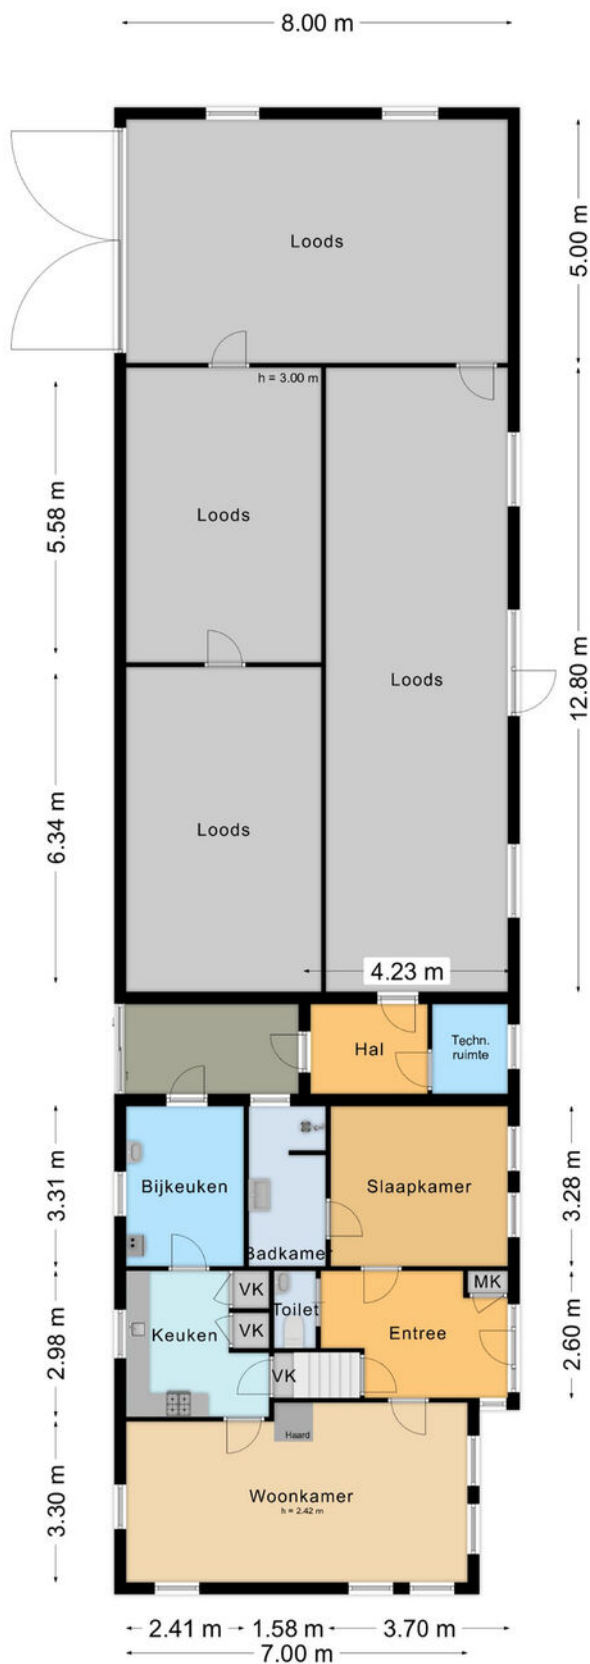 8.00 m
Loods
5.00 m
h = 3.00 m
5.58 m
Loods
12.80 m
Loods
6.34 m
Loods
4.23 m
Hal
Techn.
ruimte
3.31 m
Bijkeuken
Badkamer
Slaapkamer
3.28 m
2.98 m
Keuken
VK
VK
Toilet
Entree
MK
2.60 m
VK
Haard
3.30 m
Woonkamer
h = 2.42 m
2.41 m
1.58 m
3.70 m
7.00 m